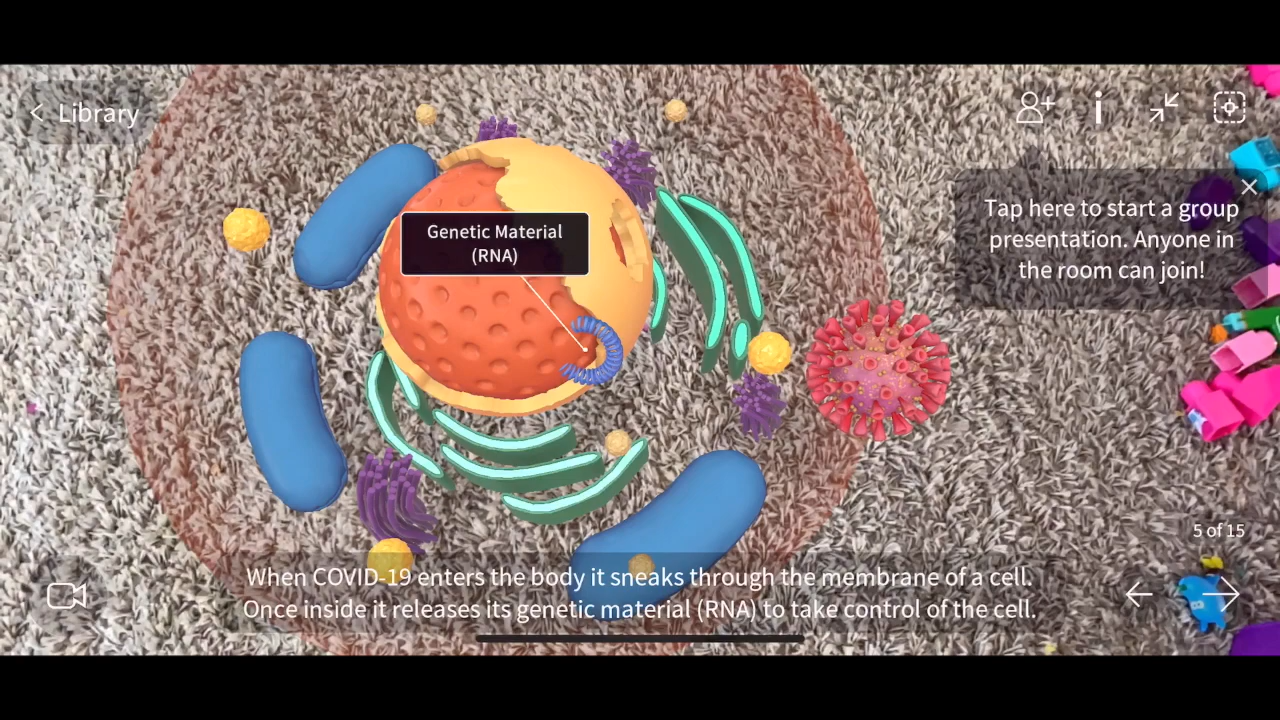 Library
Tap here to start a group
presentation. Anyone in
the room can join!
Genetic Material
(RNA)
5 of 15
When COVID-19 enters the body it sneaks through the membrane of a cell.
Once inside it releases its genetic material (RNA) to take control of the cell.